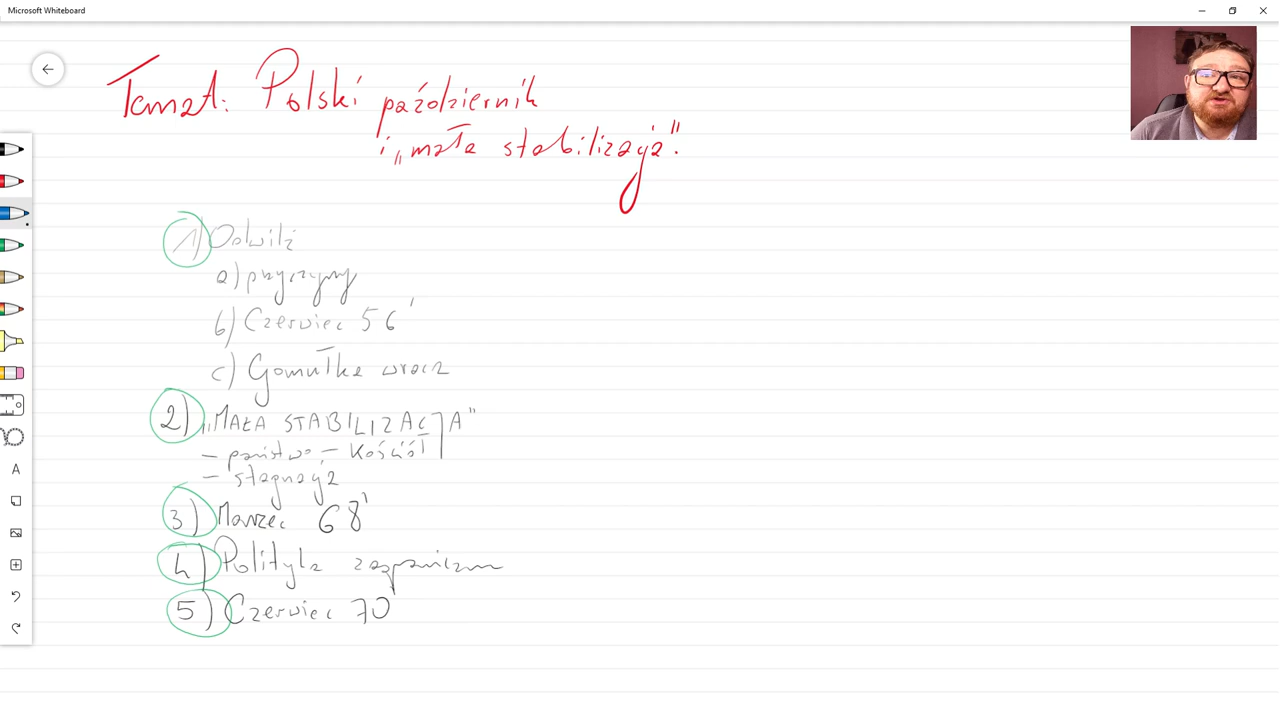 Microsoft Whiteboard
Temat: Polski październik
i „mała stabilizacja".
1) Odwilż
a) przyczyny
b) Czerwiec 56'
c) Gomułka wraca
2) „MAŁA STABILIZACJA"
- państwo - Kościół
- stagnacja
3) Marzec 68'
4) Polityka zagraniczna
5) Czerwiec 70'
A